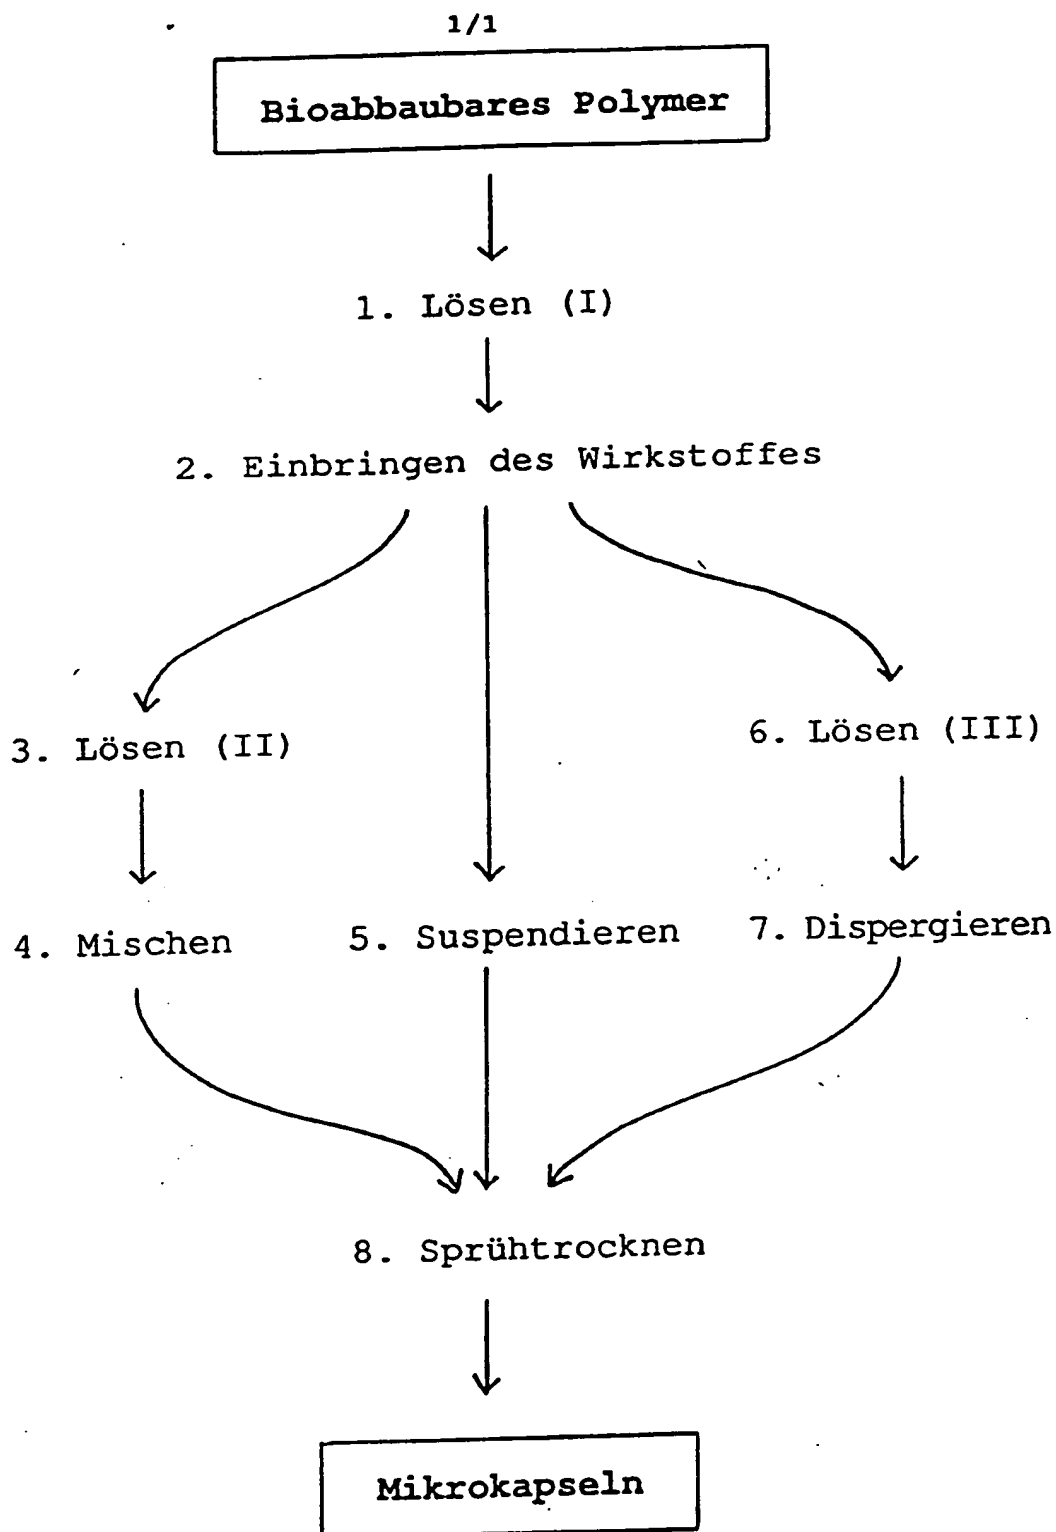 1/1
Bioabbaubares Polymer
1. Lösen (I)
2. Einbringen des Wirkstoffes
3. Lösen (II)
6. Lösen (III)
4. Mischen
5. Suspendieren
7. Dispergieren
8. Sprühtrocknen
Mikrokapseln